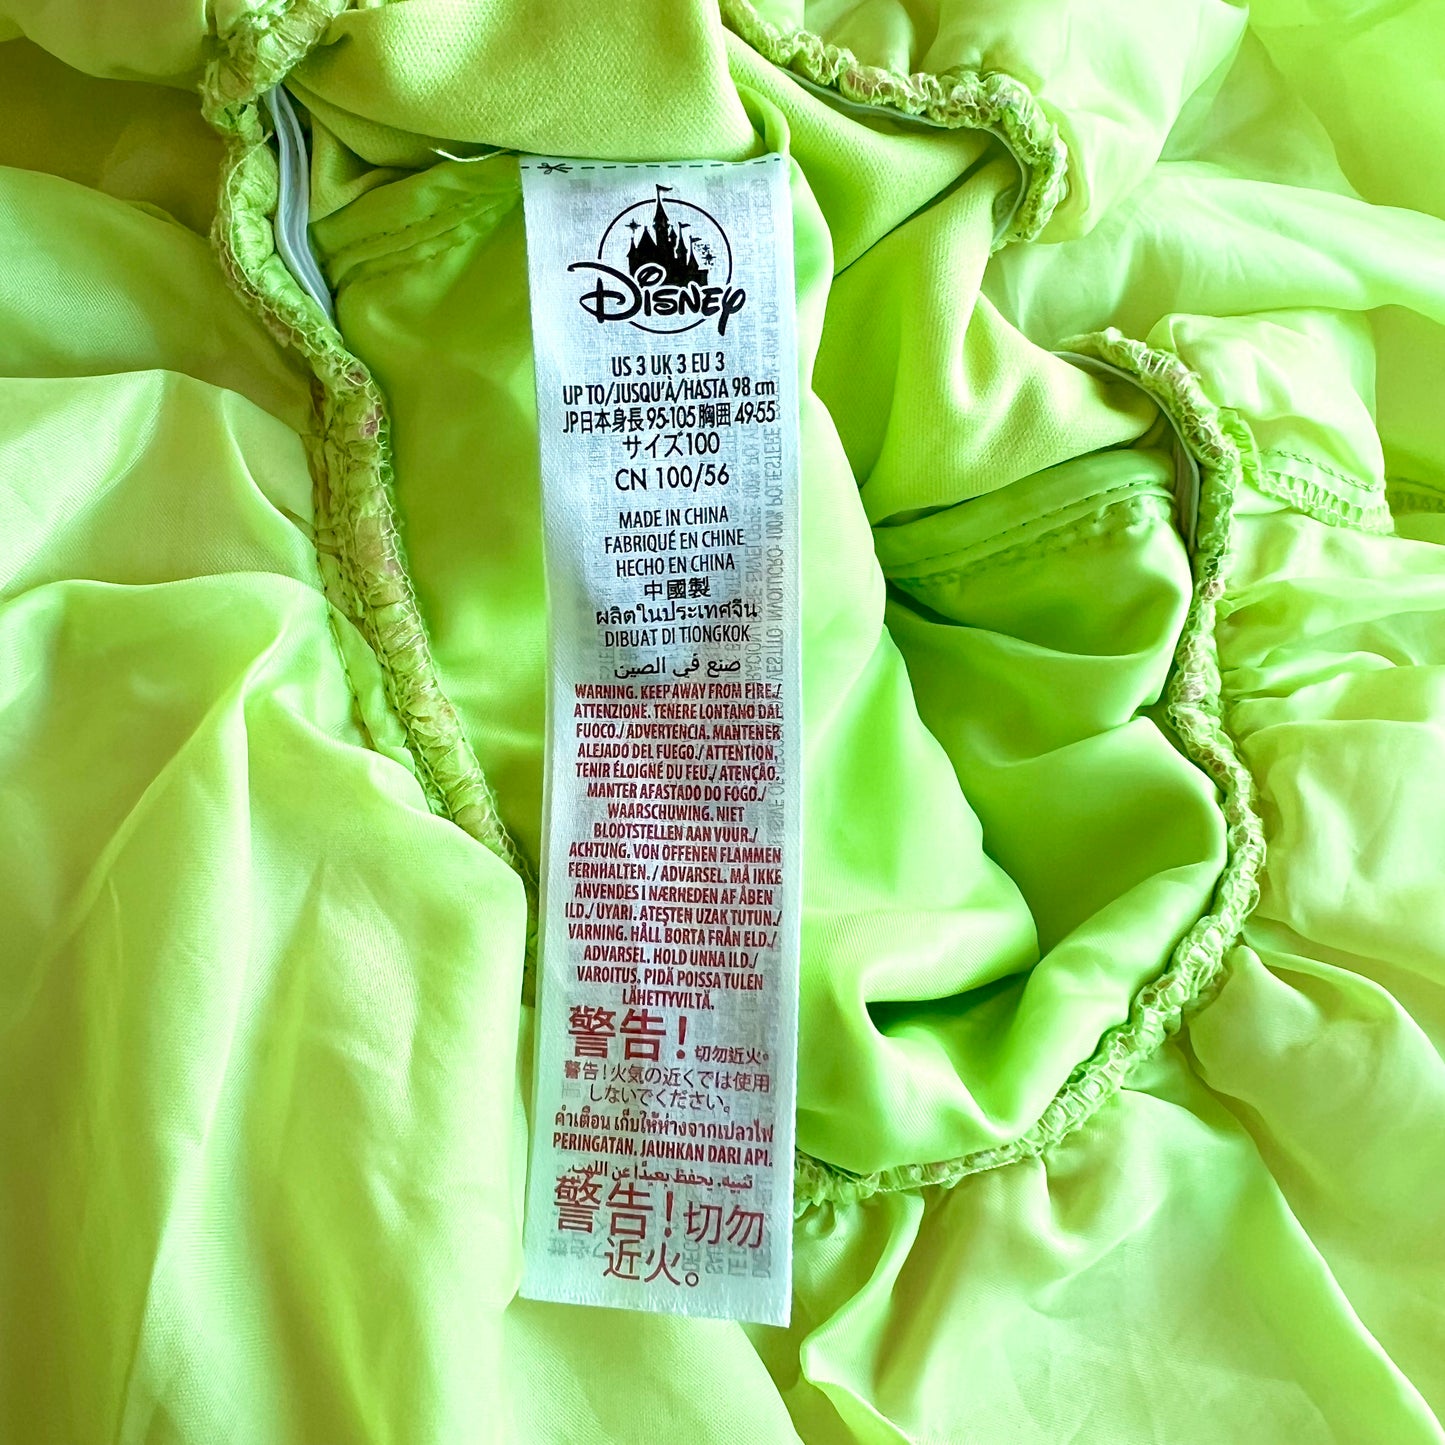 Disney
US 3 UK 3 EU 3
UP TO/JUSQU'À/HASTA 98 cm
JP日本身長 95-105 胸囲 49-55
サイズ100
CN 100/56
MADE IN CHINA
FABRIQUÉ EN CHINE
HECHO EN CHINA
中國製
ผลิตในประเทศจีน
DIBUAT DI TIONGKOK
صنع في الصين
WARNING. KEEP AWAY FROM FIRE./
ATTENZIONE. TENERE LONTANO DAL
FUOCO./ ADVERTENCIA. MANTENER
ALEJADO DEL FUEGO./ ATTENTION.
TENIR ÉLOIGNÉ DU FEU./ ATENÇÃO.
MANTER AFASTADO DO FOGO./
WAARSCHUWING. NIET
BLOOTSTELLEN AAN VUUR./
ACHTUNG. VON OFFENEN FLAMMEN
FERNHALTEN. / ADVARSEL. MÅ IKKE
ANVENDES I NÆRHEDEN AF ÅBEN
ILD./ UYARI. ATEŞTEN UZAK TUTUN./
VARNING. HÅLL BORTA FRÅN ELD./
ADVARSEL. HOLD UNNA ILD./
VAROITUS. PIDÄ POISSA TULEN
LÄHETTYVILTÄ.
警告! 切勿近火。
警告!火気の近くでは使用
しないでください。
คำเตือน เก็บให้ห่างจากเปลวไฟ
PERINGATAN. JAUHKAN DARI API.
تنبيه. يحفظ بعيدًا عن اللهب.
警告!切勿
近火。